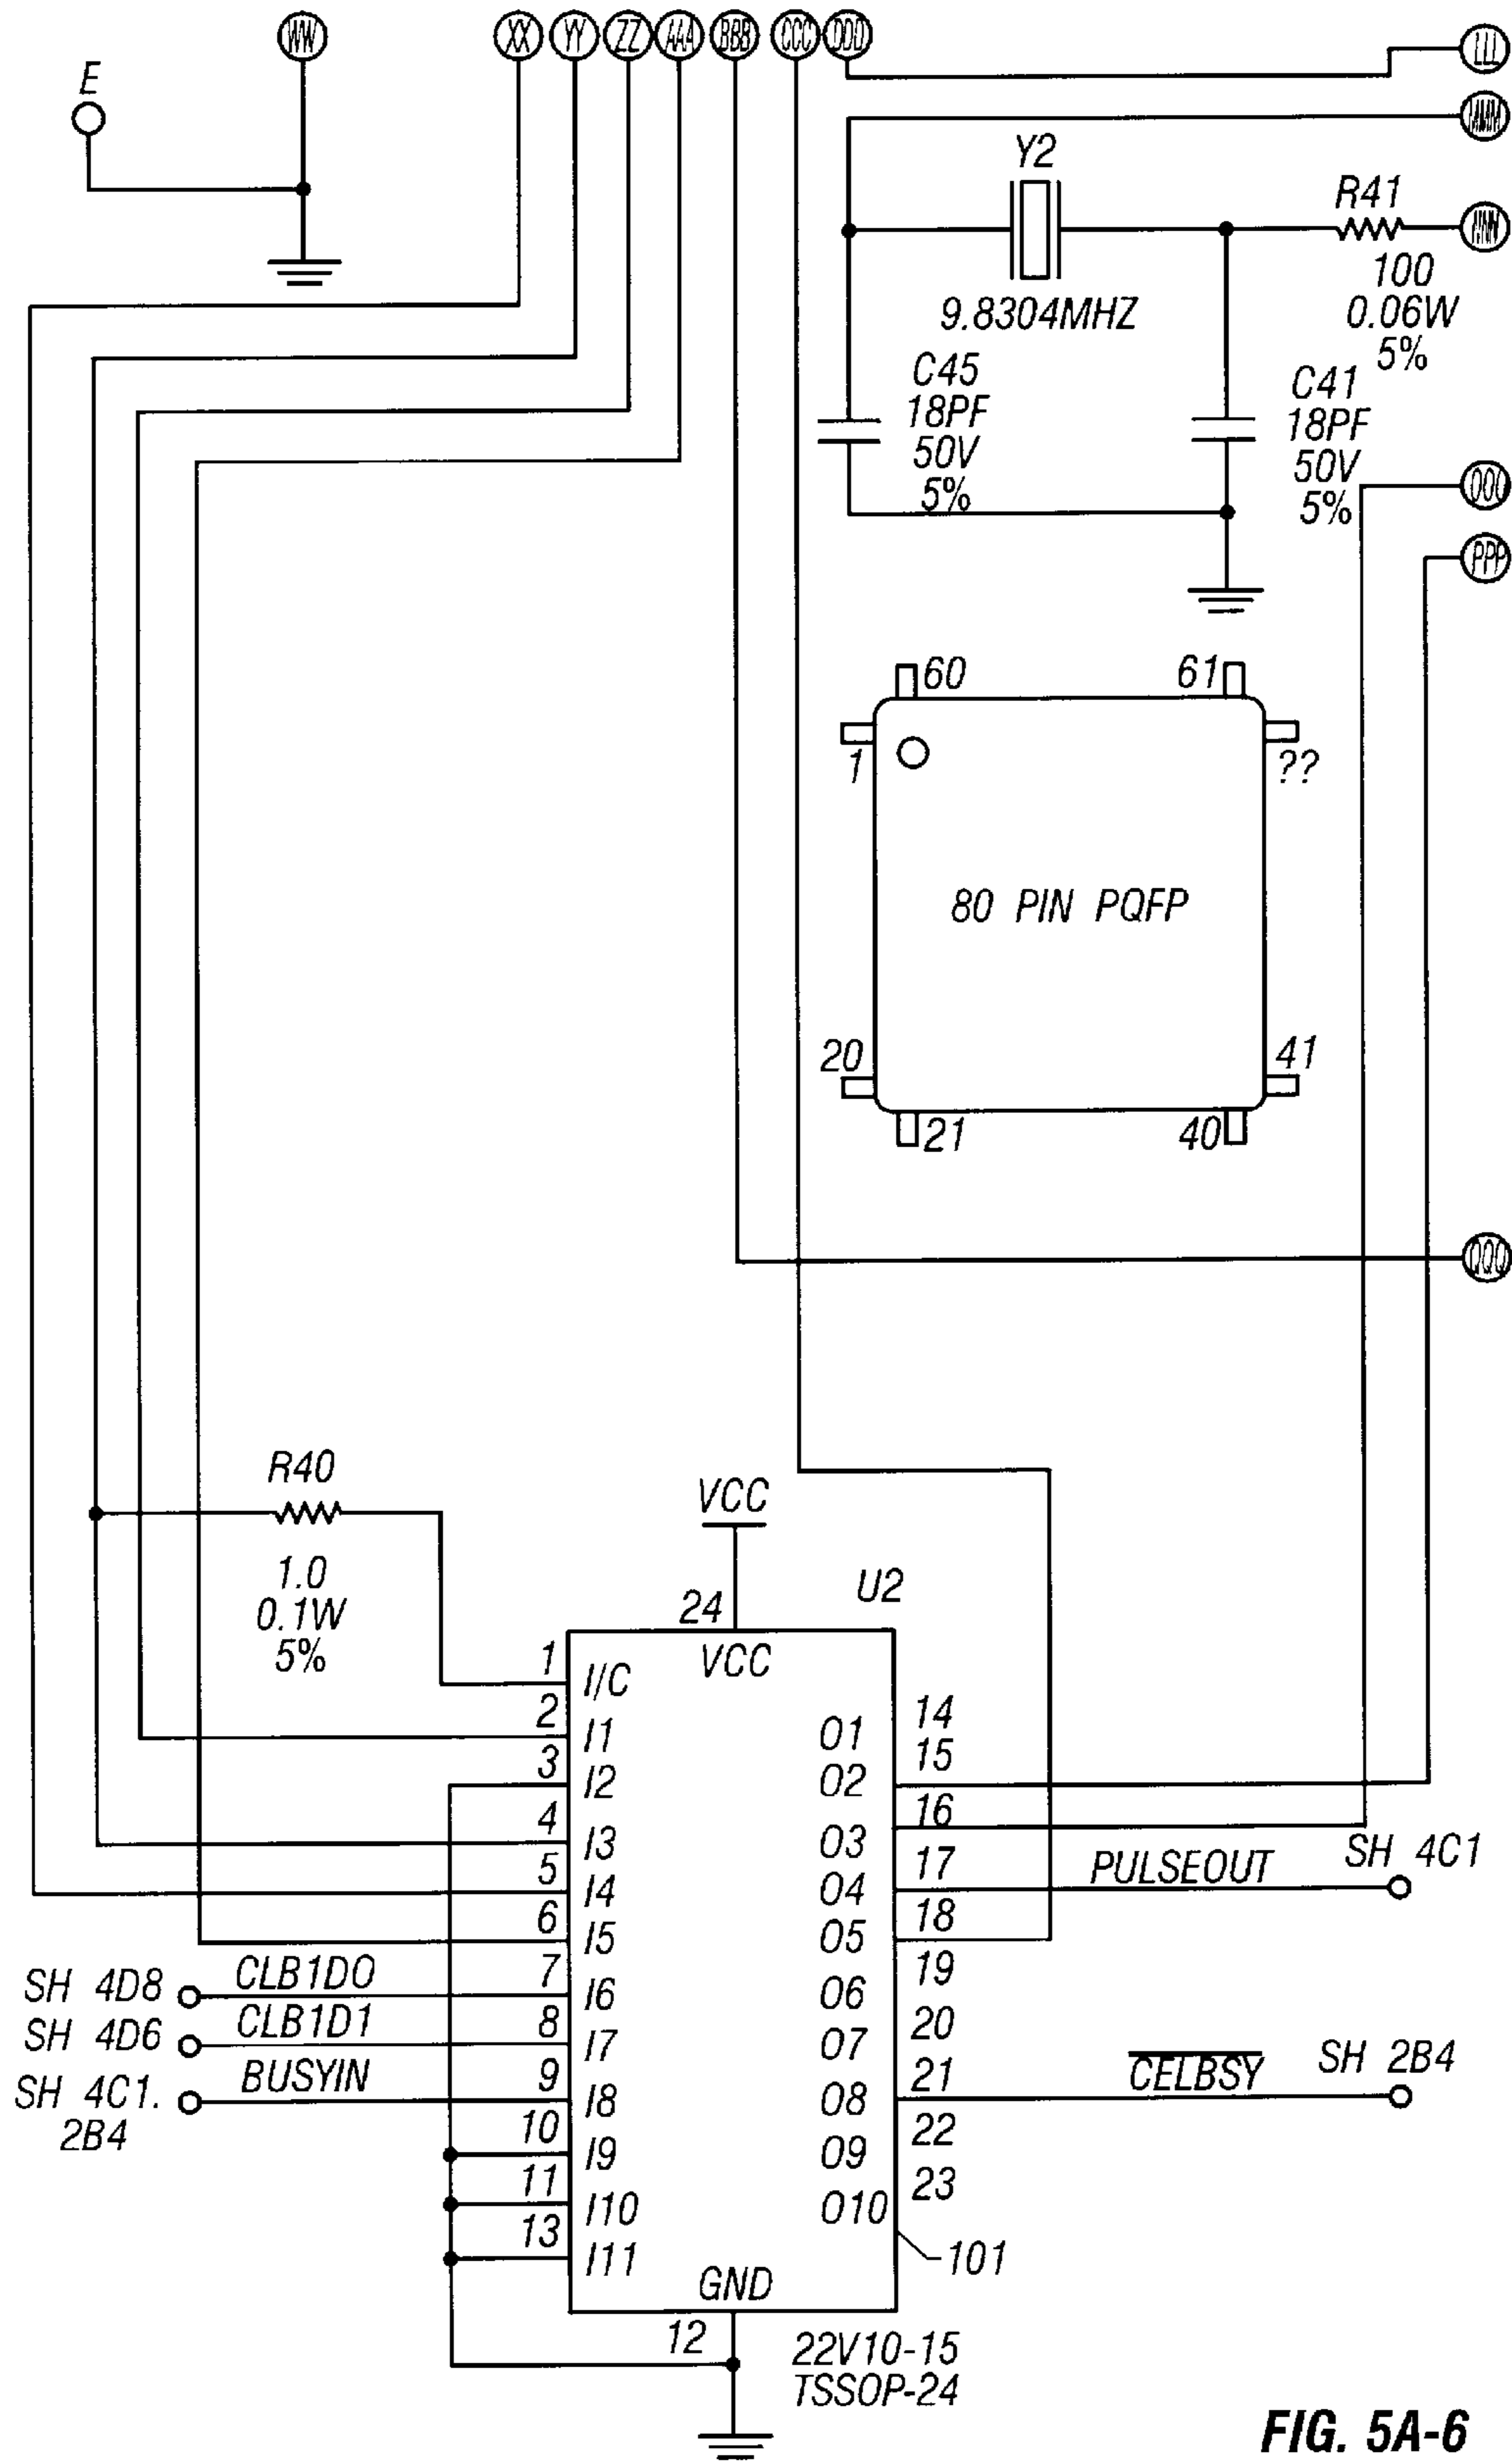 WW
XX
YY
ZZ
AAA
BBB
CCC
DDD
LLL
E
MMM
Y2
R41
NNN
100
0.06W
5%
9.8304MHZ
C45
18PF
50V
5%
C41
18PF
50V
5%
OOO
PPP
60
61
1
??
80 PIN PQFP
20
41
21
40
QQQ
R40
1.0
0.1W
5%
VCC
24
U2
VCC
1
I/C
2
I1
O1
14
3
I2
O2
15
4
I3
O3
16
5
I4
O4
17
PULSEOUT
SH 4C1
6
I5
O5
18
SH 4D8
CLB1D0
7
I6
O6
19
SH 4D6
CLB1D1
8
I7
O7
20
SH 4C1.
2B4
BUSYIN
9
I8
O8
21
CELBSY
SH 2B4
10
I9
O9
22
11
I10
O10
23
13
I11
101
GND
12
22V10-15
TSSOP-24
FIG. 5A-6